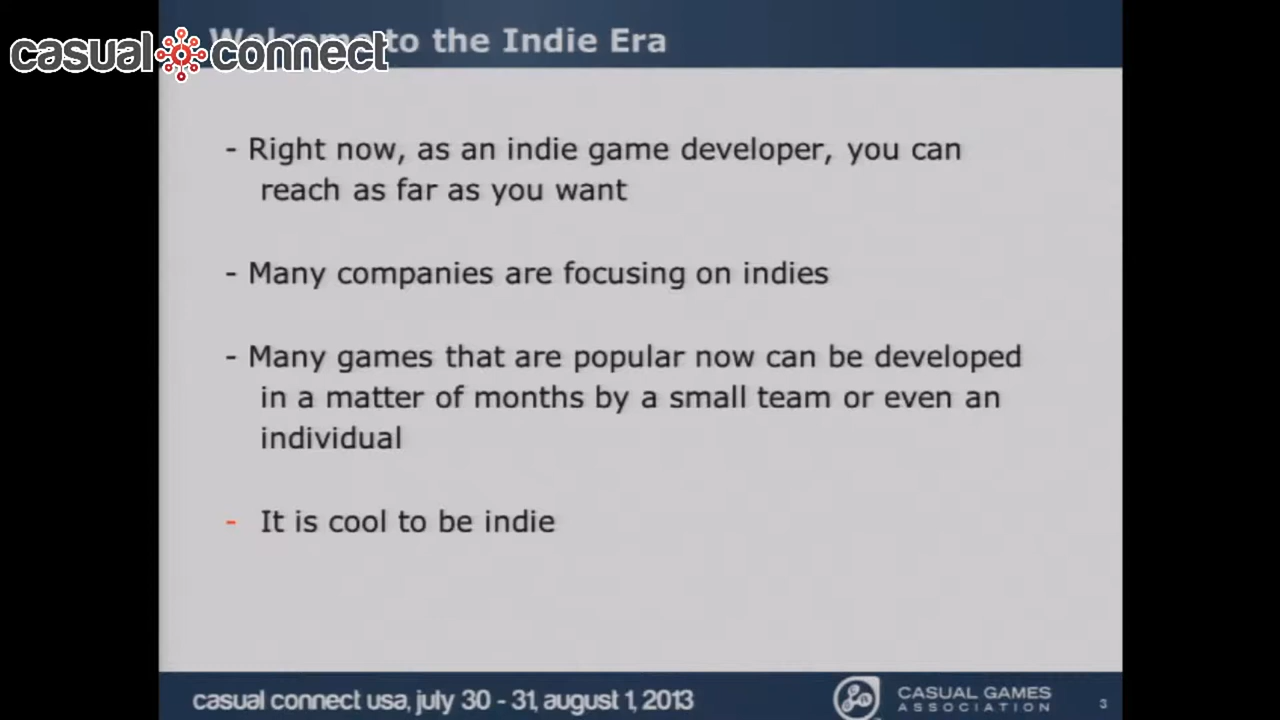 Welcome to the Indie Era
casual connect
- Right now, as an indie game developer, you can
reach as far as you want
- Many companies are focusing on indies
- Many games that are popular now can be developed
in a matter of months by a small team or even an
individual
- It is cool to be indie
casual connect usa, july 30 - 31, august 1, 2013
CASUAL GAMES
ASSOCIATION
3